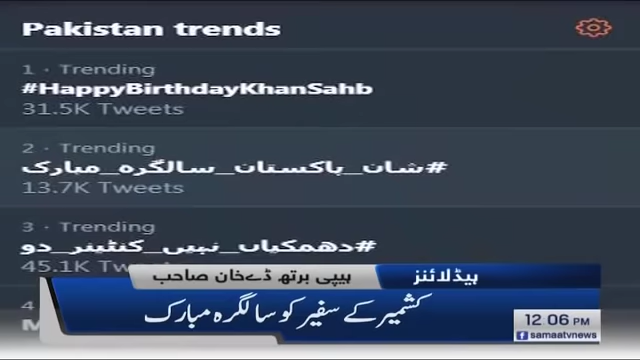 Pakistan trends
1 · Trending
#HappyBirthdayKhanSahb
31.5K Tweets
2 · Trending
#شان_پاکستان_سالگرہ_مبارک
13.7K Tweets
3 · Trending
#دھمکیاں_نہیں_کنٹینر_دو
45.1K Tweets
4
ہیڈلائنز
ہیپی برتھ ڈے خان صاحب
کشمیر کے سفیر کو سالگرہ مبارک
12:06 PM
samaatvnews